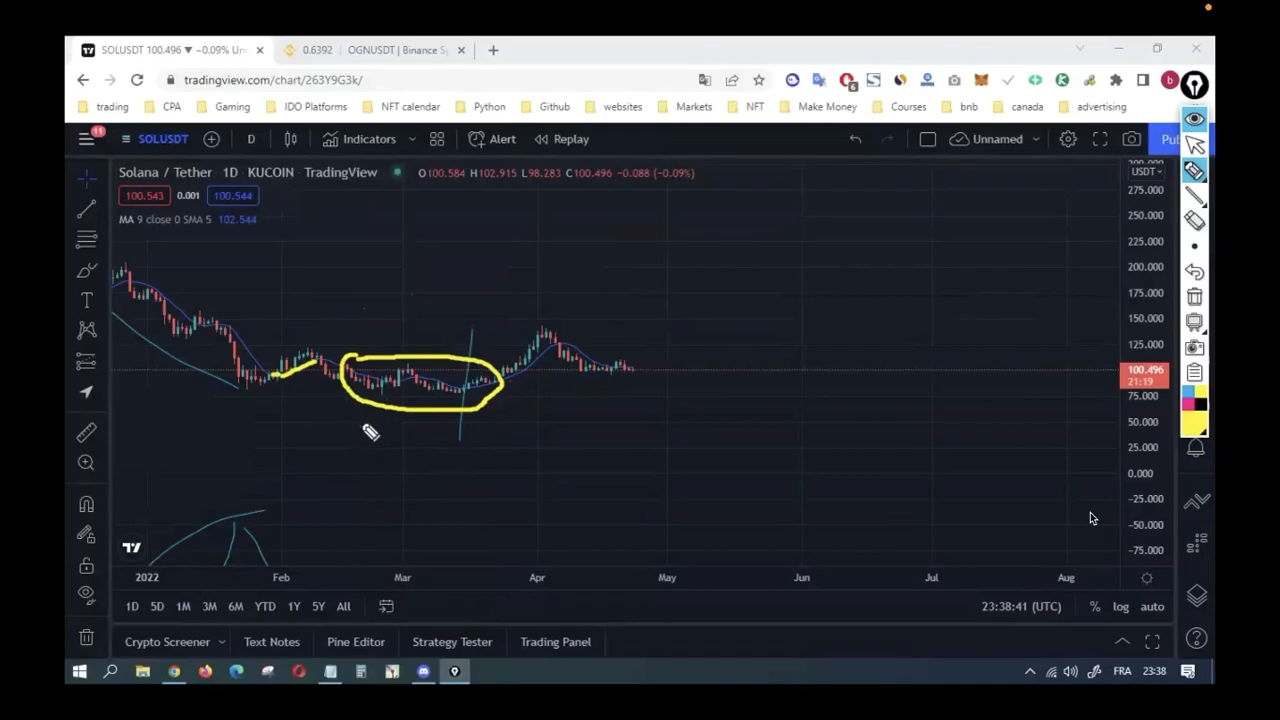 SOLUSDT 100.496 ▼ −0.09% Un
0.6392 OGNUSDT | Binance S
tradingview.com/chart/263Y9G3k/
6
b
trading CPA Gaming IDO Platforms NFT calendar Python Github websites Markets NFT Make Money Courses bnb canada advertising
11
SOLUSDT D Indicators Alert Replay Unnamed Pu
Solana / Tether 1D KUCOIN TradingView O100.584 H102.915 L98.283 C100.496 −0.088 (−0.09%)
USDT
100.543 0.001 100.544
MA 9 close 0 SMA 5 102.544
275.000
250.000
225.000
200.000
175.000
150.000
125.000
100.496
21:19
75.000
50.000
25.000
0.000
−25.000
−50.000
−75.000
2022 Feb Mar Apr May Jun Jul Aug
1D 5D 1M 3M 6M YTD 1Y 5Y All 23:38:41 (UTC) % log auto
Crypto Screener Text Notes Pine Editor Strategy Tester Trading Panel
FRA 23:38